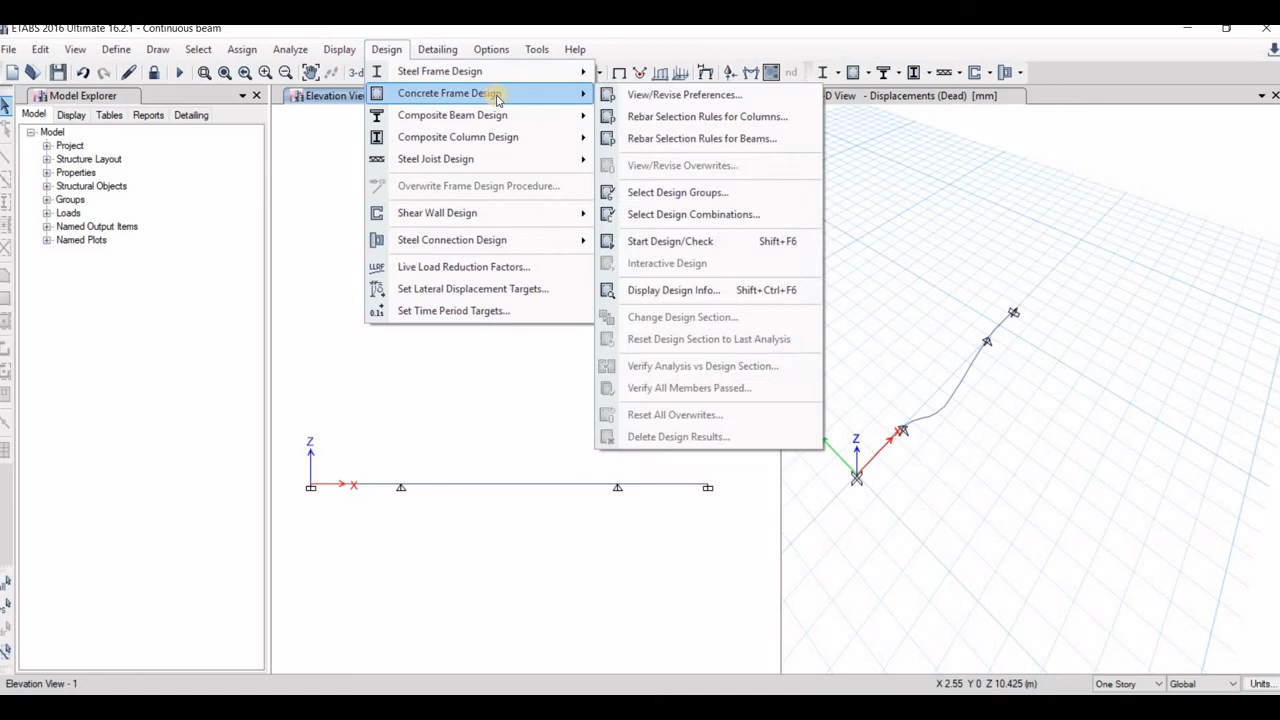 ETABS 2016 Ultimate 16.2.1 - Continuous beam
File Edit View Define Draw Select Assign Analyze Display Design Detailing Options Tools Help
3-d nd
Model Explorer
Model Display Tables Reports Detailing
Model
Project
Structure Layout
Properties
Structural Objects
Groups
Loads
Named Output Items
Named Plots
Elevation Vie
D View - Displacements (Dead) [mm]
Steel Frame Design
Concrete Frame Design
Composite Beam Design
Composite Column Design
Steel Joist Design
Overwrite Frame Design Procedure...
Shear Wall Design
Steel Connection Design
LLRF Live Load Reduction Factors...
Set Lateral Displacement Targets...
0.1s Set Time Period Targets...
View/Revise Preferences...
Rebar Selection Rules for Columns...
Rebar Selection Rules for Beams...
View/Revise Overwrites...
Select Design Groups...
Select Design Combinations...
Start Design/Check Shift+F6
Interactive Design
Display Design Info... Shift+Ctrl+F6
Change Design Section...
Reset Design Section to Last Analysis
Verify Analysis vs Design Section...
Verify All Members Passed...
Reset All Overwrites...
Delete Design Results...
Z
X
Z
X
Elevation View - 1
X 2.55 Y 0 Z 10.425 (m)
One Story
Global
Units...